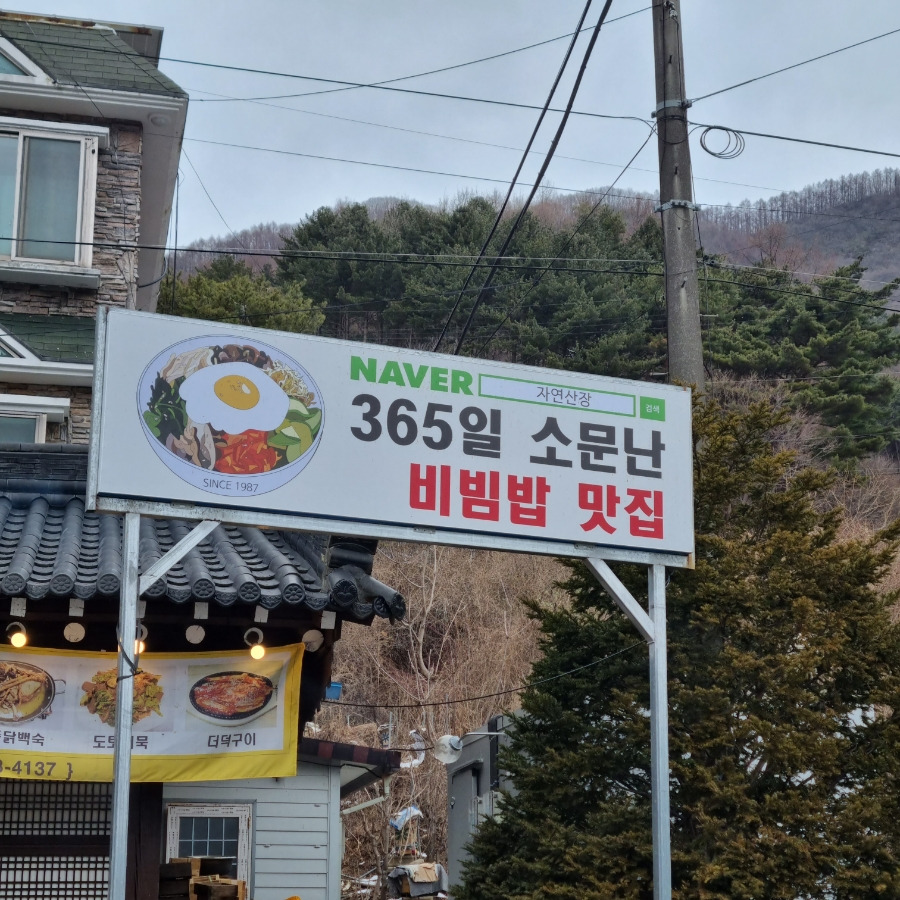 NAVER 자연산장 검색
365일 소문난
비빔밥 맛집
SINCE 1987
닭백숙 도토리묵 더덕구이
-4137 }